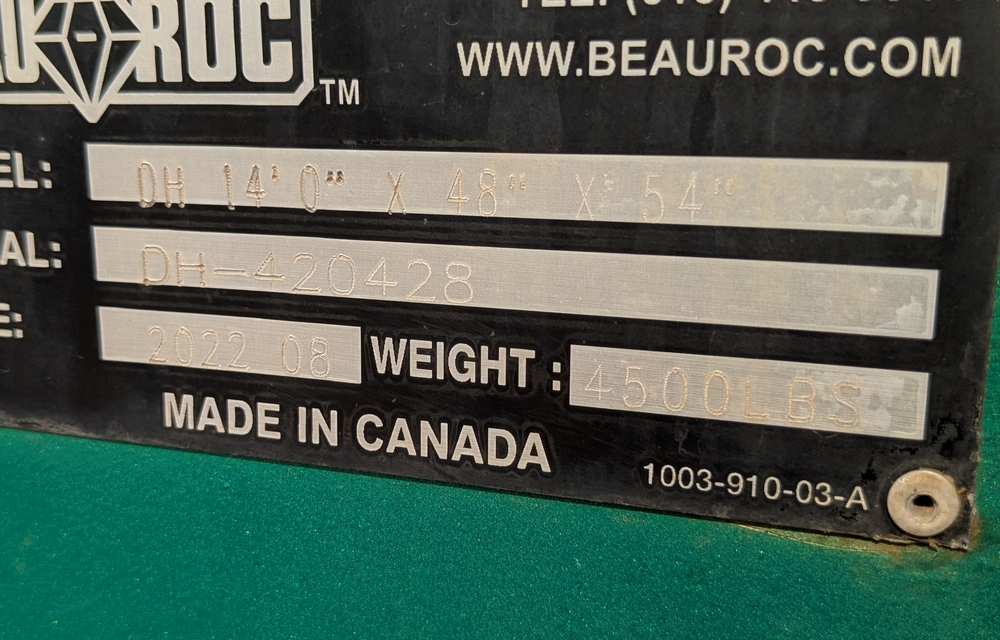 ROC
TM
WWW.BEAUROC.COM
DH 14' 0" X 48" X 54"
DH-420428
2022 08
WEIGHT : 4500LBS
MADE IN CANADA
1003-910-03-A